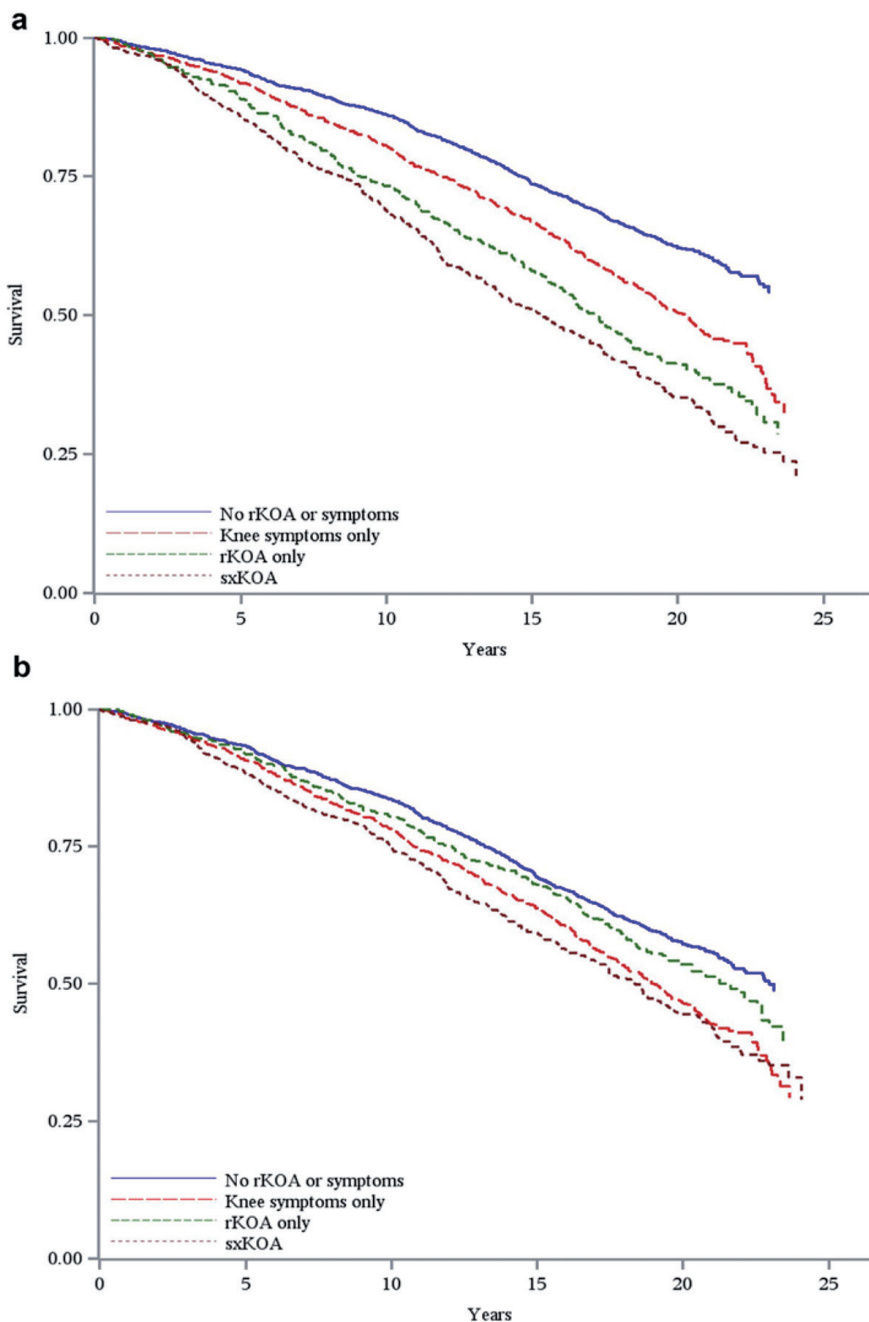 a
1.00
0.75
0.50
0.25
0.00
Survival
No rKOA or symptoms
Knee symptoms only
rKOA only
sxKOA
0 5 10 15 20 25
Years
b
1.00
0.75
0.50
0.25
0.00
Survival
No rKOA or symptoms
Knee symptoms only
rKOA only
sxKOA
0 5 10 15 20 25
Years